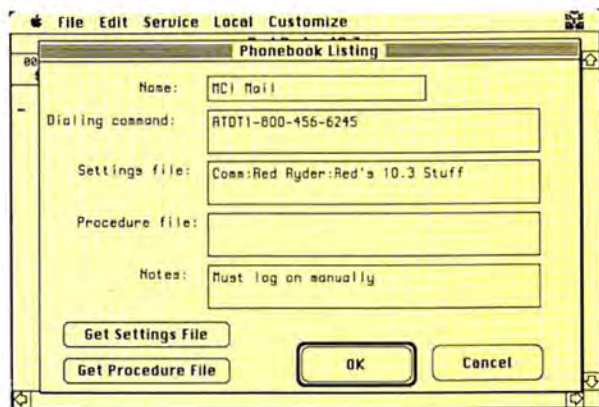 File Edit Service Local Customize
Phonebook Listing
Name: MCI Mail
Dialing command: ATDT1-800-456-6245
Settings file: Comm:Red Ryder:Red's 10.3 Stuff
Procedure file:
Notes: Must log on manually
Get Settings File
Get Procedure File
OK
Cancel